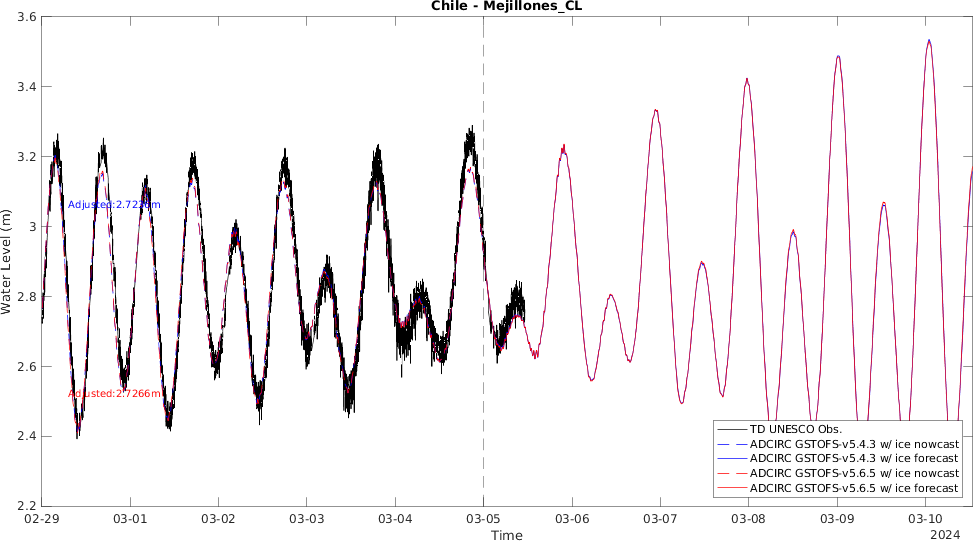 Chile - Mejillones_CL
3.6
3.4
3.2
3
2.8
2.6
2.4
2.2
Water Level (m)
Adjusted:2.7266m
TD UNESCO Obs.
ADCIRC GSTOFS-v5.4.3 w/ ice nowcast
ADCIRC GSTOFS-v5.4.3 w/ ice forecast
ADCIRC GSTOFS-v5.6.5 w/ ice nowcast
ADCIRC GSTOFS-v5.6.5 w/ ice forecast
02-29 03-01 03-02 03-03 03-04 03-05 03-06 03-07 03-08 03-09 03-10
Time
2024